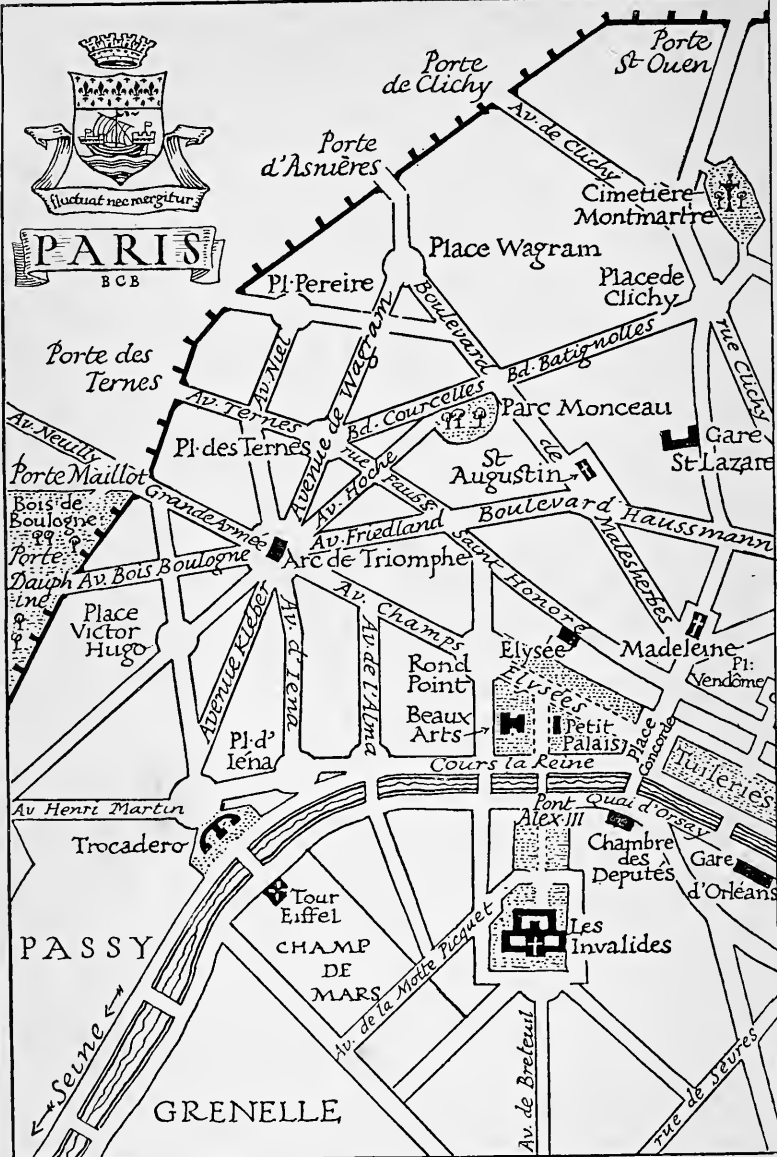 fluctuat nec mergitur
PARIS
BCB
Porte
de Clichy
Porte
St Ouen
Porte
d'Asnières
Av. de Clichy
Cimetière
Montmartre
Place Wagram
Pl. Pereire
Place de
Clichy
Boulevard
de
Malesherbes
Avenue de Wagram
Av. Niel
Bd. Batignolles
rue Clichy
Porte des
Ternes
Av. Ternes
Bd. Courcelles
Parc Monceau
Av. Neuilly
Pl. des Ternes
rue Faubg
Saint Honoré
Av. Hoche
St
Augustin
Gare
St Lazare
Porte Maillot
Grande Armée
Bois de
Boulogne
Av. Friedland
Boulevard Haussmann
Porte
Dauph
ine
Av. Bois Boulogne
Arc de Triomphe
Place
Victor
Hugo
Avenue Kléber
Av. d'Iena
Av. de l'Alma
Av. Champs
Elysées
Elysée
Madeleine
Pl:
Vendôme
Rond
Point
Beaux
Arts
Petit
Palais
Place
Concorde
Tuileries
Pl. d'
Iéna
Cours la Reine
Av Henri Martin
Pont
Alex III
Quai d'Orsay
Trocadero
Chambre
des
Deputès
Gare
d'Orléans
Tour
Eiffel
Les
Invalides
PASSY
CHAMP
DE
MARS
Av. de la Motte Picquet
Seine
Av. de Breteuil
rue de Sèvres
GRENELLE